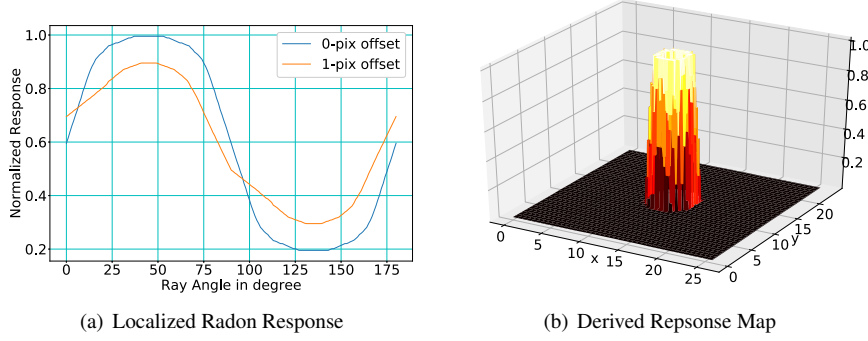 1.0
0.8
0.6
0.4
0.2
Normalized Response
0-pix offset
1-pix offset
0 25 50 75 100 125 150 175
Ray Angle in degree
(a) Localized Radon Response
1.0
0.8
0.6
0.4
0.2
0 5 10 15 20 25
x
0 5 10 15 20
y
(b) Derived Repsonse Map